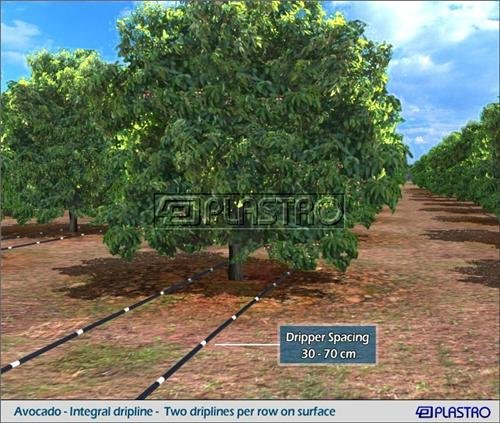 PLASTRO
Dripper Spacing
30 - 70 cm
Avocado - Integral dripline - Two driplines per row on surface
PLASTRO